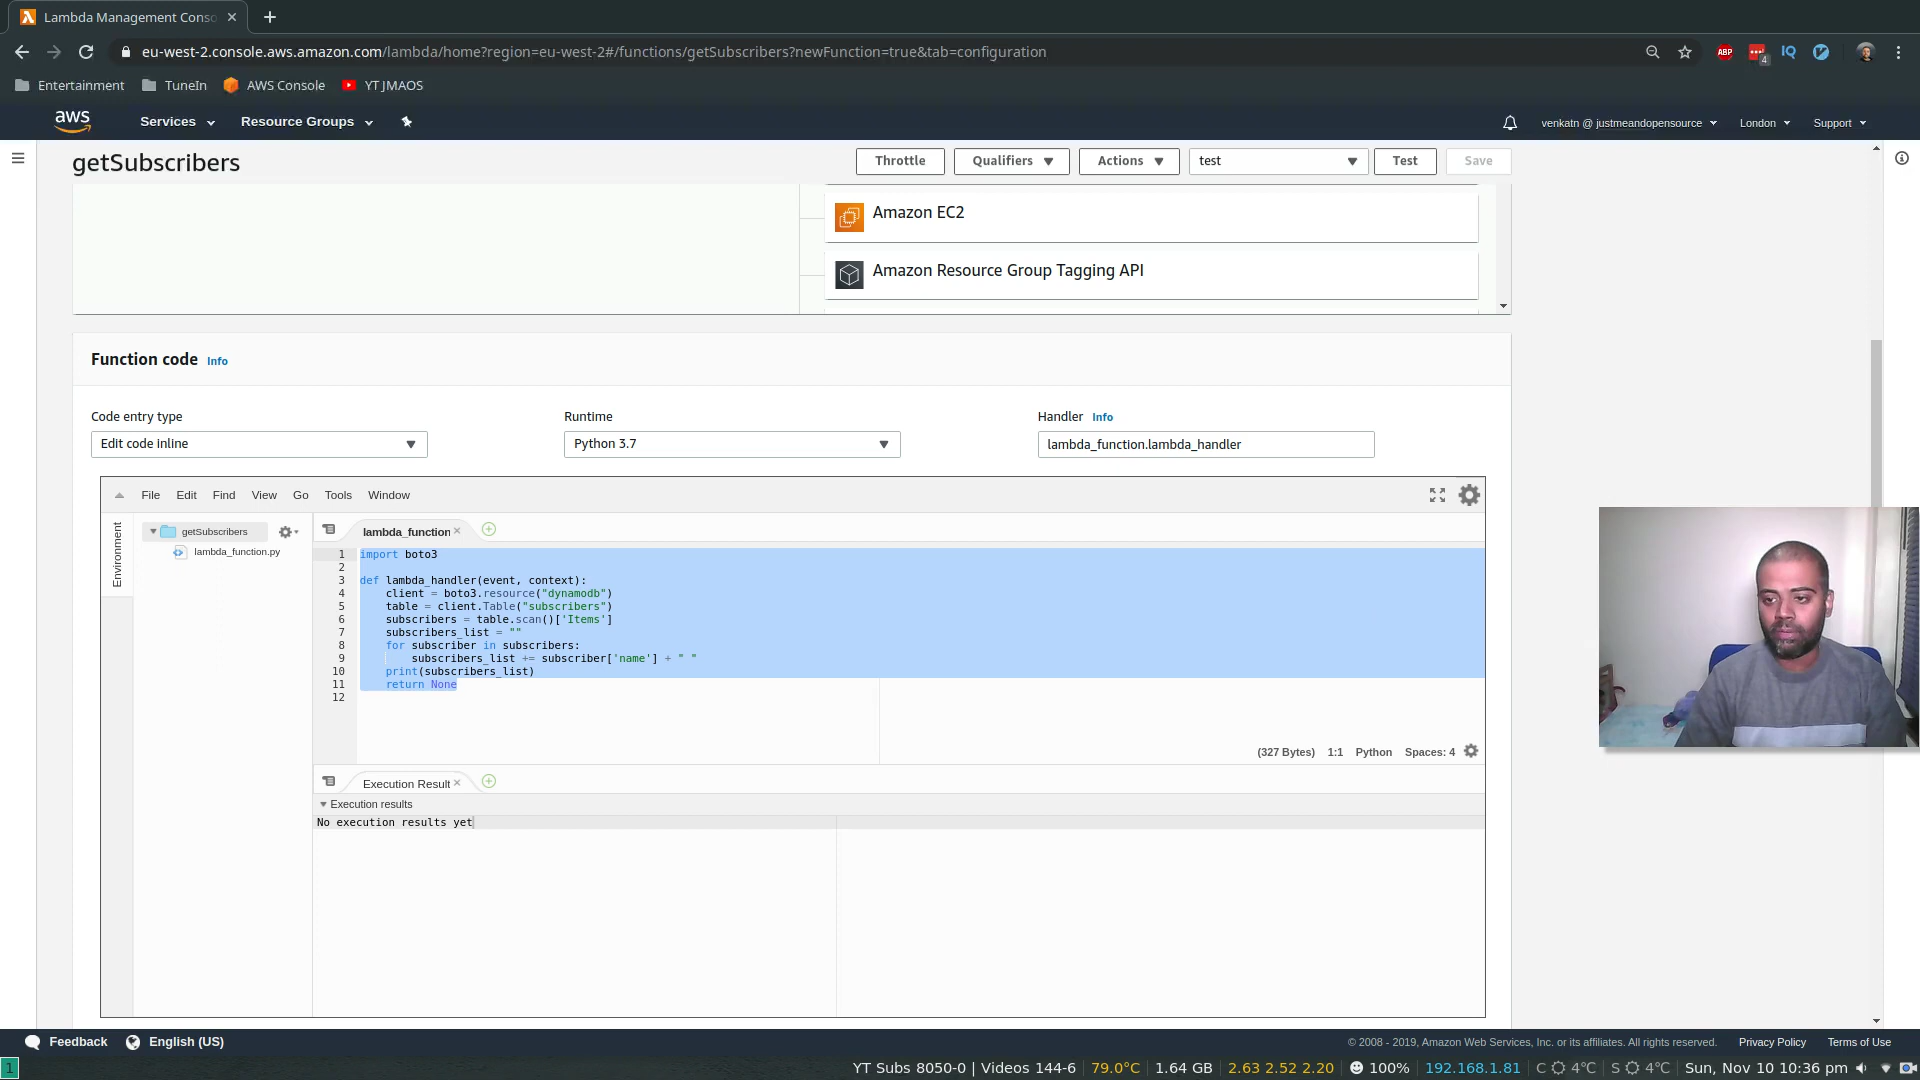 Lambda Management Conso
eu-west-2.console.aws.amazon.com/lambda/home?region=eu-west-2#/functions/getSubscribers?newFunction=true&tab=configuration
ABP
4
IQ
Entertainment TuneIn AWS Console YT JMAOS
aws Services Resource Groups venkatn @ justmeandopensource London Support
getSubscribers Throttle Qualifiers Actions test Test Save
Amazon EC2
Amazon Resource Group Tagging API
Function code Info
Code entry type Runtime Handler Info
Edit code inline Python 3.7 lambda_function.lambda_handler
File Edit Find View Go Tools Window
Environment
getSubscribers
lambda_function.py
lambda_function
1 import boto3
2
3 def lambda_handler(event, context):
4 client = boto3.resource("dynamodb")
5 table = client.Table("subscribers")
6 subscribers = table.scan()['Items']
7 subscribers_list = ""
8 for subscriber in subscribers:
9 subscribers_list += subscriber['name'] + " "
10 print(subscribers_list)
11 return None
12
(327 Bytes) 1:1 Python Spaces: 4
Execution Result
Execution results
No execution results yet
Feedback English (US) © 2008 - 2019, Amazon Web Services, Inc. or its affiliates. All rights reserved. Privacy Policy Terms of Use
1 YT Subs 8050-0 | Videos 144-6 79.0°C 1.64 GB 2.63 2.52 2.20 100% 192.168.1.81 C 4°C S 4°C Sun, Nov 10 10:36 pm